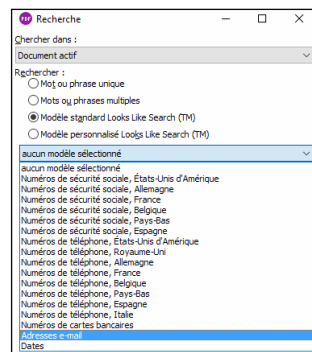 PDF Recherche
Chercher dans :
Document actif
Rechercher :
Mot ou phrase unique
Mots ou phrases multiples
Modèle standard Looks Like Search (TM)
Modèle personnalisé Looks Like Search (TM)
aucun modèle sélectionné
aucun modèle sélectionné
Numéros de sécurité sociale, États-Unis d'Amérique
Numéros de sécurité sociale, Allemagne
Numéros de sécurité sociale, France
Numéros de sécurité sociale, Belgique
Numéros de sécurité sociale, Pays-Bas
Numéros de sécurité sociale, Espagne
Numéros de téléphone, États-Unis d'Amérique
Numéros de téléphone, Royaume-Uni
Numéros de téléphone, Allemagne
Numéros de téléphone, France
Numéros de téléphone, Belgique
Numéros de téléphone, Pays-Bas
Numéros de téléphone, Espagne
Numéros de téléphone, Italie
Numéros de cartes bancaires
Adresses e-mail
Dates